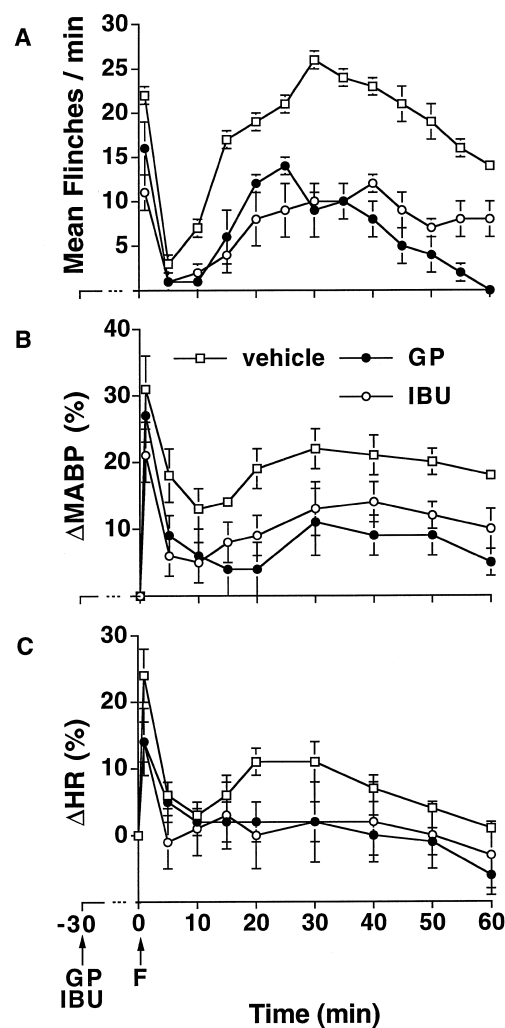 A
Mean Flinches / min
30
25
20
15
10
5
B
ΔMABP (%)
40
30
20
10
vehicle
GP
IBU
C
ΔHR (%)
30
20
10
0
-30 0 10 20 30 40 50 60
GP F
IBU
Time (min)